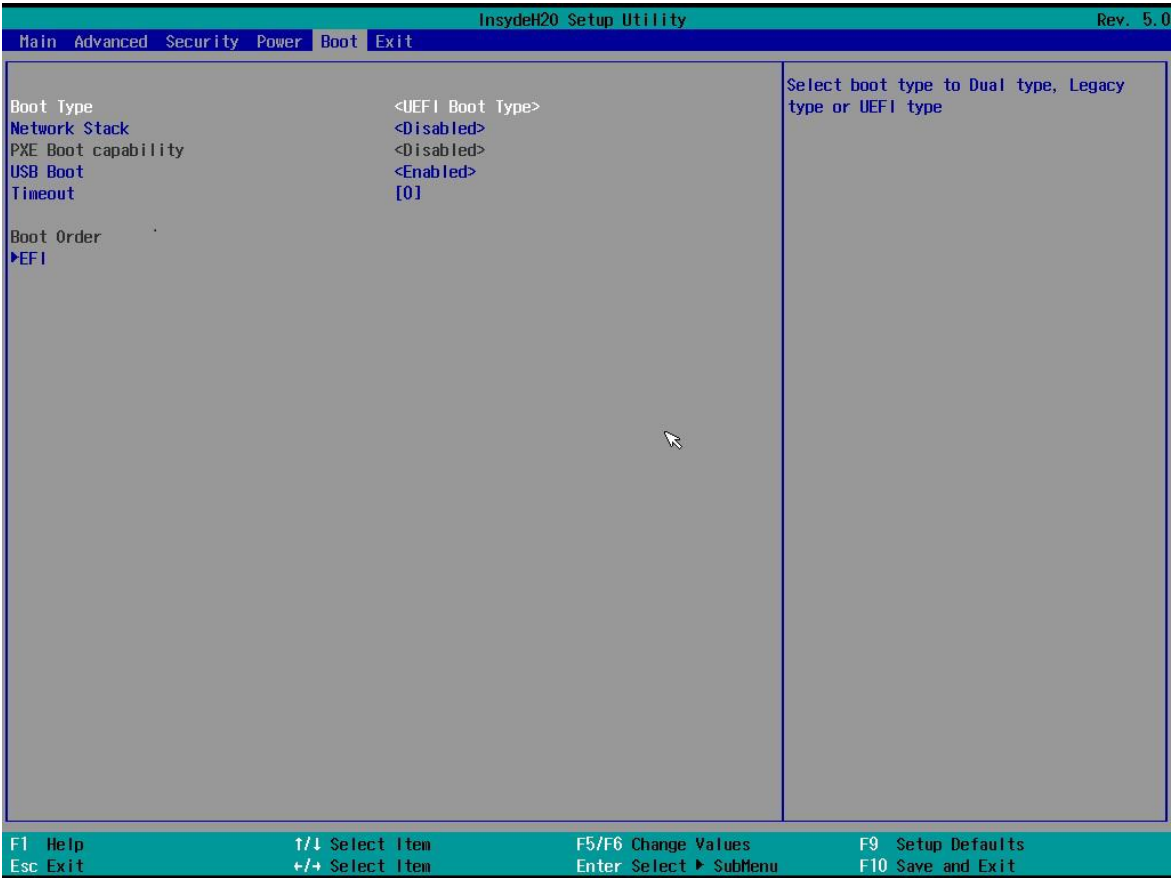 InsydeH20 Setup Utility Rev. 5.0
Main Advanced Security Power Boot Exit
Select boot type to Dual type, Legacy
type or UEFI type
Boot Type <UEFI Boot Type>
Network Stack <Disabled>
PXE Boot capability <Disabled>
USB Boot <Enabled>
Timeout [0]
Boot Order
▶EFI
F1 Help ↑/↓ Select Item F5/F6 Change Values F9 Setup Defaults
Esc Exit ←/→ Select Item Enter Select ▶ SubMenu F10 Save and Exit